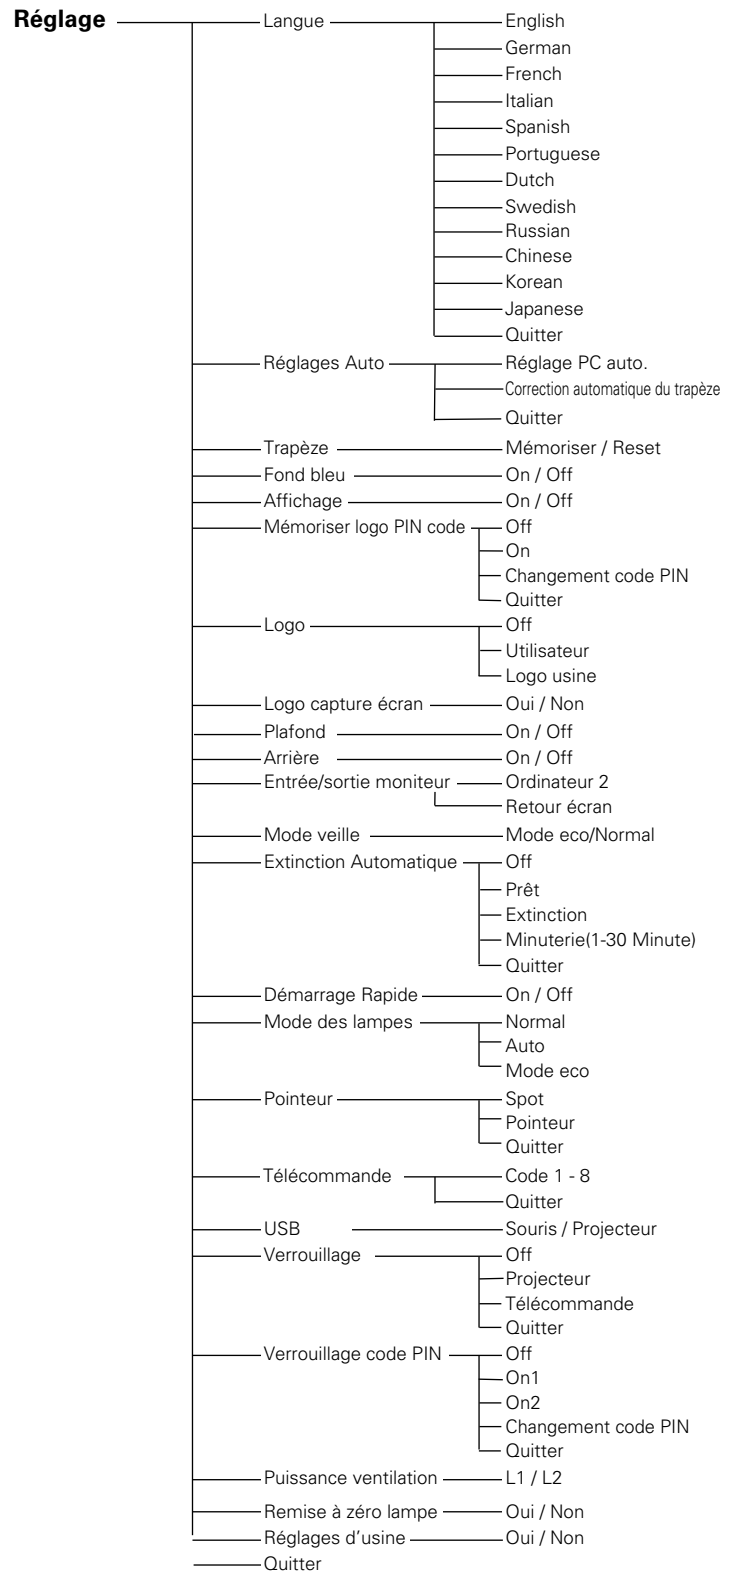 Réglage Langue English
German
French
Italian
Spanish
Portuguese
Dutch
Swedish
Russian
Chinese
Korean
Japanese
Quitter
Réglages Auto Réglage PC auto.
Correction automatique du trapèze
Quitter
Trapèze Mémoriser / Reset
Fond bleu On / Off
Affichage On / Off
Mémoriser logo PIN code Off
On
Changement code PIN
Quitter
Logo Off
Utilisateur
Logo usine
Logo capture écran Oui / Non
Plafond On / Off
Arrière On / Off
Entrée/sortie moniteur Ordinateur 2
Retour écran
Mode veille Mode eco/Normal
Extinction Automatique Off
Prêt
Extinction
Minuterie(1-30 Minute)
Quitter
Démarrage Rapide On / Off
Mode des lampes Normal
Auto
Mode eco
Pointeur Spot
Pointeur
Quitter
Télécommande Code 1 - 8
Quitter
USB Souris / Projecteur
Verrouillage Off
Projecteur
Télécommande
Quitter
Verrouillage code PIN Off
On1
On2
Changement code PIN
Quitter
Puissance ventilation L1 / L2
Remise à zéro lampe Oui / Non
Réglages d’usine Oui / Non
Quitter